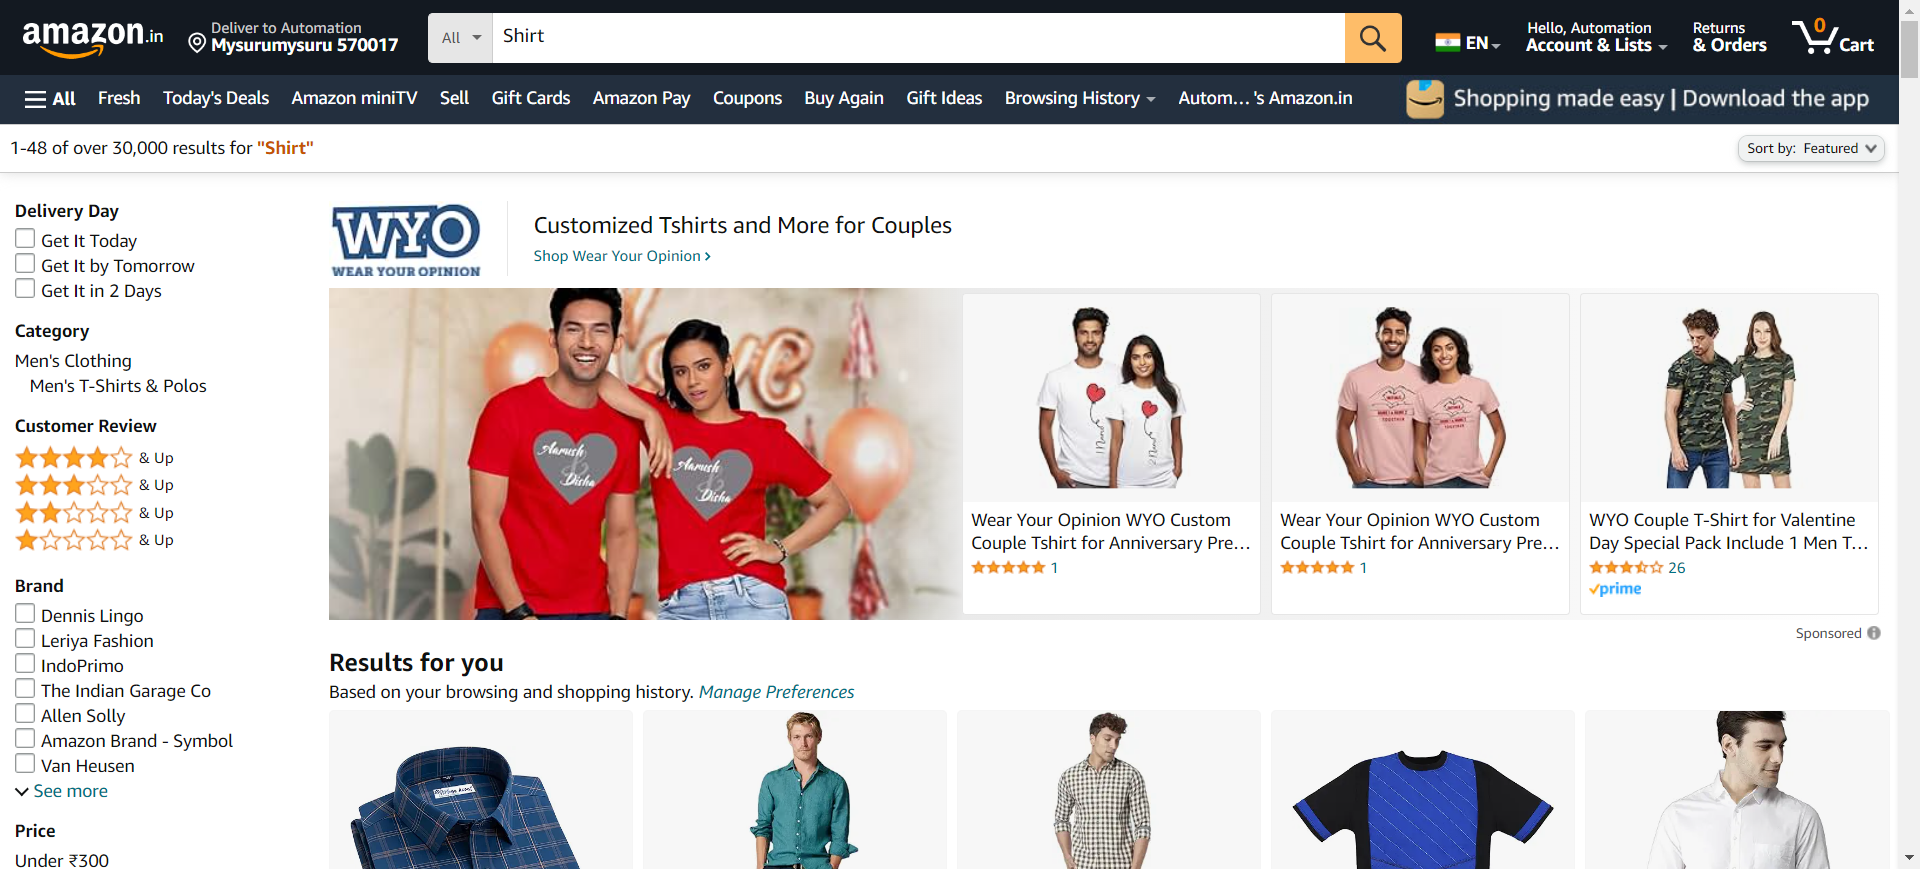 amazon.in
Deliver to Automation
Mysurumysuru 570017
All
Shirt
EN
Hello, Automation
Account & Lists
Returns
& Orders
0
Cart
All
Fresh
Today's Deals
Amazon miniTV
Sell
Gift Cards
Amazon Pay
Coupons
Buy Again
Gift Ideas
Browsing History
Autom... 's Amazon.in
Shopping made easy | Download the app
1-48 of over 30,000 results for "Shirt"
Sort by: Featured
Delivery Day
Get It Today
Get It by Tomorrow
Get It in 2 Days
Category
Men's Clothing
Men's T-Shirts & Polos
Customer Review
& Up
& Up
& Up
& Up
Brand
Dennis Lingo
Leriya Fashion
IndoPrimo
The Indian Garage Co
Allen Solly
Amazon Brand - Symbol
Van Heusen
See more
Price
Under ₹300
WYO
WEAR YOUR OPINION
Customized Tshirts and More for Couples
Shop Wear Your Opinion ›
Love
Aarush
&
Disha
Aarush
&
Disha
Wear Your Opinion WYO Custom
Couple Tshirt for Anniversary Pre...
1
Wear Your Opinion WYO Custom
Couple Tshirt for Anniversary Pre...
1
WYO Couple T-Shirt for Valentine
Day Special Pack Include 1 Men T...
26
prime
Sponsored
Results for you
Based on your browsing and shopping history. Manage Preferences